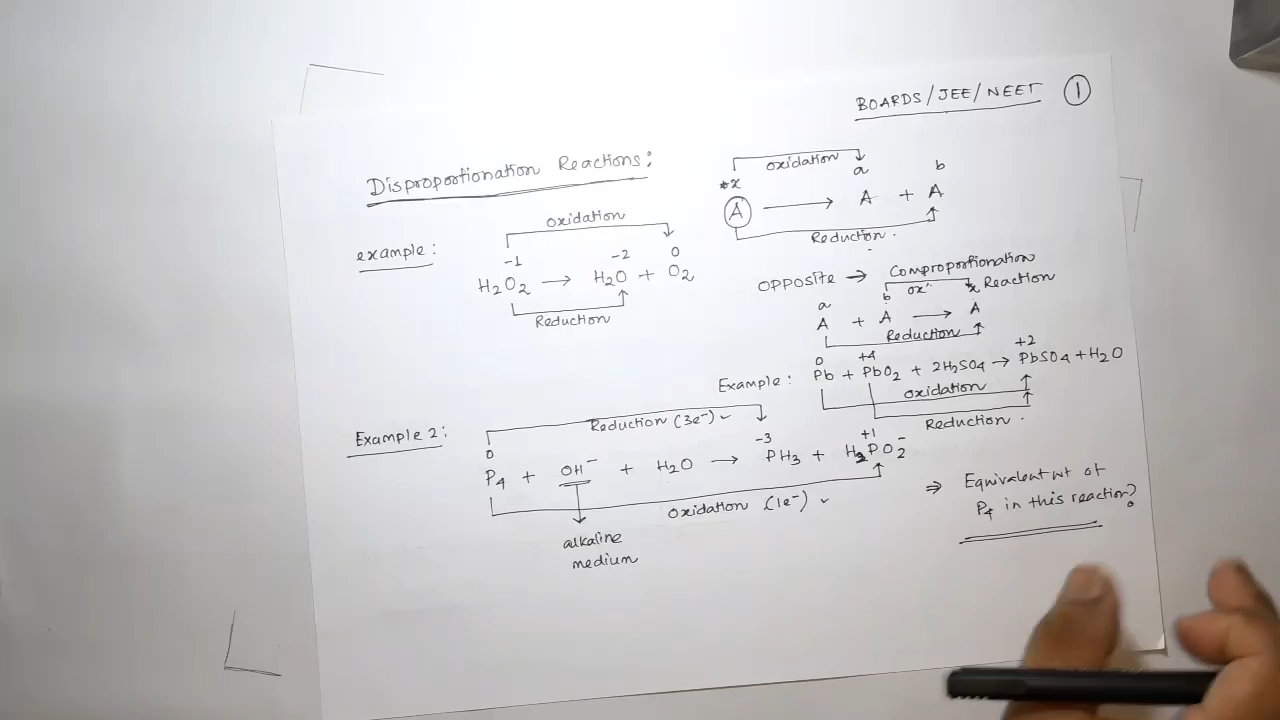 BOARDS/JEE/NEET 1
Disproportionation Reactions:
oxidation
x a b
A → A + A
Reduction.
example:
oxidation
-1 -2 0
H2O2 → H2O + O2
Reduction
OPPOSITE → Comproportionation Reaction
oxn
a b x
A + A → A
Reduction
Example:
0 +4 +2
Pb + PbO2 + 2H2SO4 → PbSO4 + H2O
oxidation
Reduction.
Example 2:
Reduction (3e-) ✓
0 -3 +1
P4 + OH- + H2O → PH3 + H2PO2-
oxidation (1e-) ✓
alkaline
medium
⇒ Equivalent wt of
P4 in this reaction?